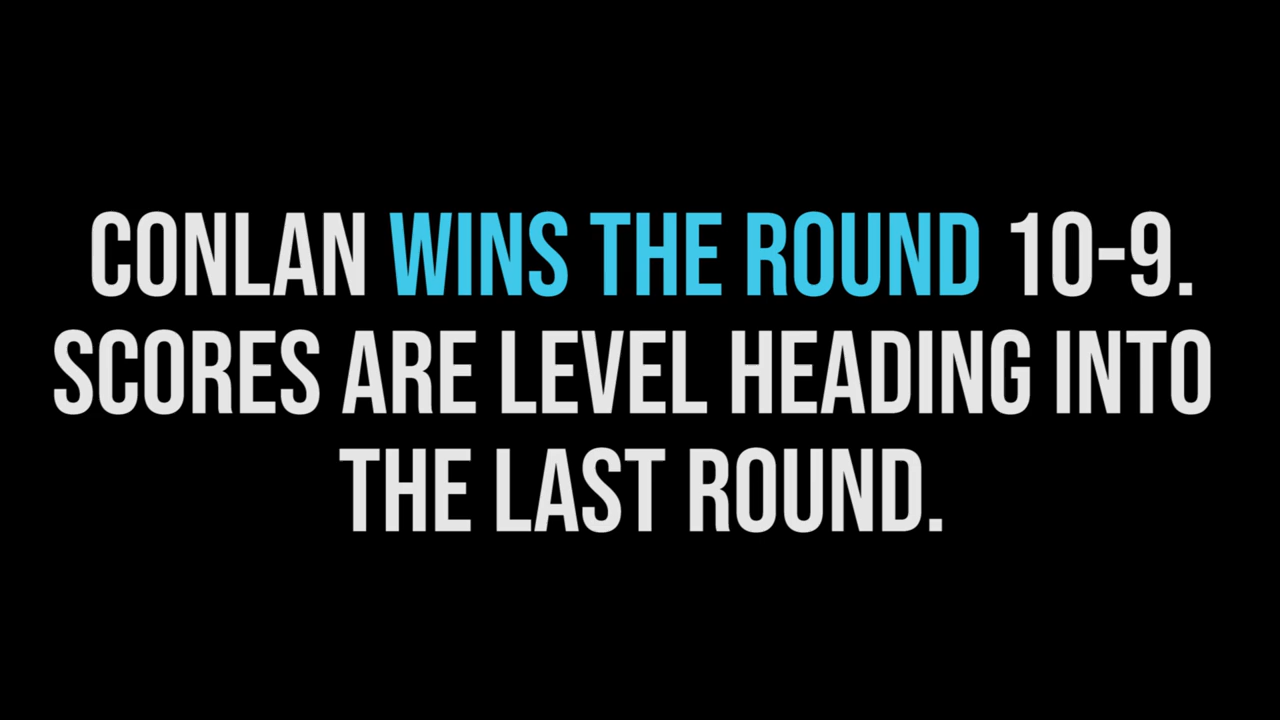 CONLAN WINS THE ROUND 10-9.
SCORES ARE LEVEL HEADING INTO
THE LAST ROUND.